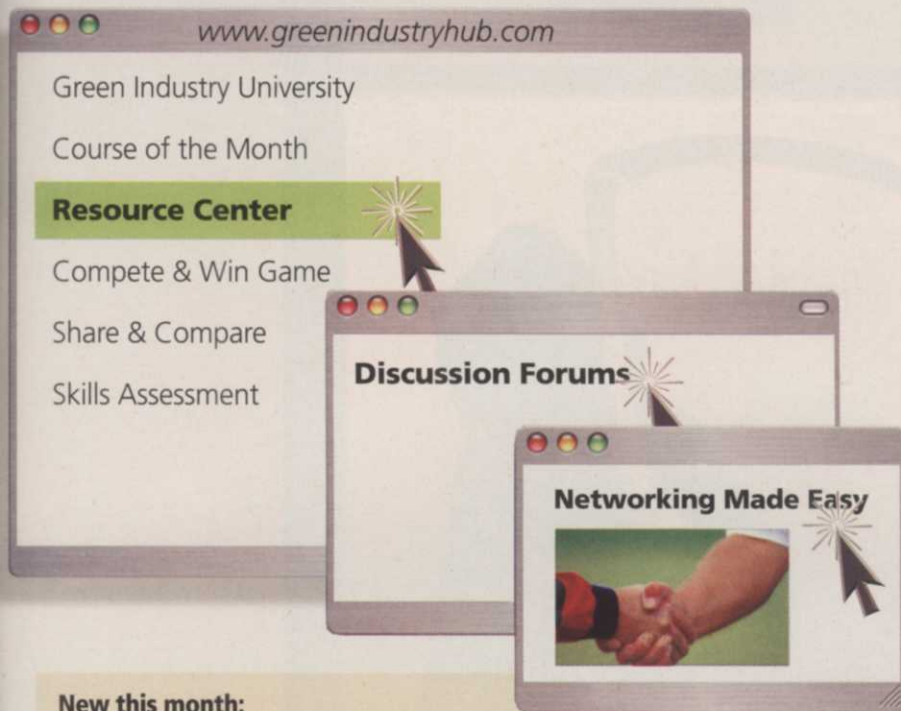 www.greenindustryhub.com
Green Industry University
Course of the Month
Resource Center
Compete & Win Game
Share & Compare
Skills Assessment
Discussion Forums
Networking Made Easy
New this month: